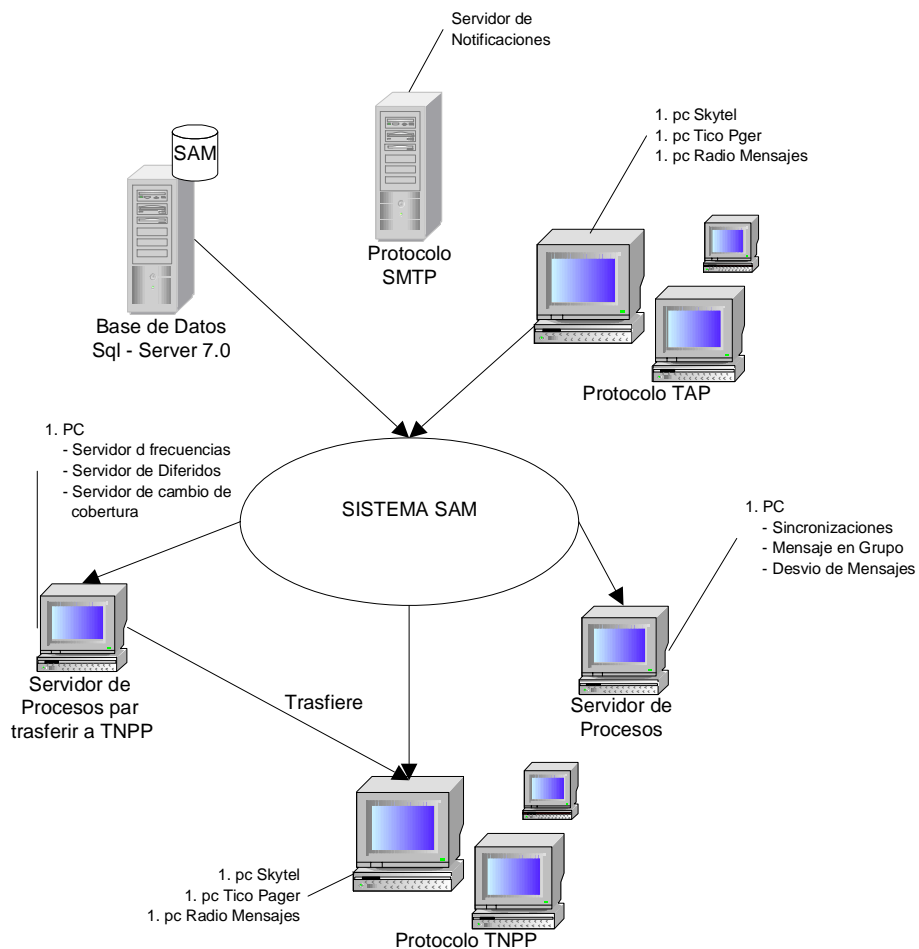 Servidor de
Notificaciones
SAM
1. pc Skytel
1. pc Tico Pger
1. pc Radio Mensajes
Protocolo
SMTP
Base de Datos
Sql - Server 7.0
Protocolo TAP
1. PC
- Servidor d frecuencias
- Servidor de Diferidos
- Servidor de cambio de
cobertura
SISTEMA SAM
1. PC
- Sincronizaciones
- Mensaje en Grupo
- Desvio de Mensajes
Servidor de
Procesos par
trasferir a TNPP
Trasfiere
Servidor de
Procesos
1. pc Skytel
1. pc Tico Pager
1. pc Radio Mensajes
Protocolo TNPP